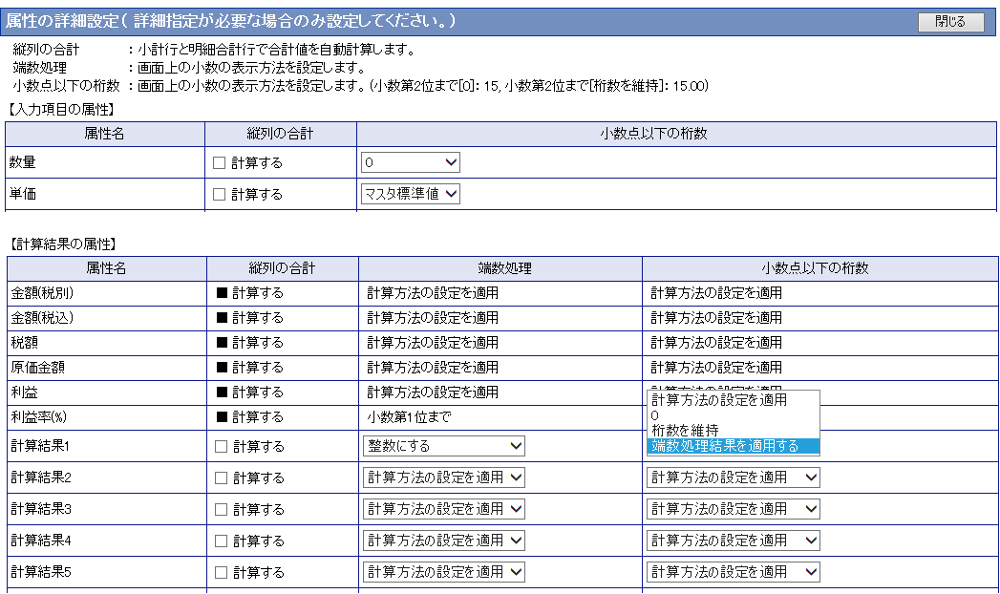 属性の詳細設定( 詳細指定が必要な場合のみ設定してください。)
閉じる
縦列の合計 : 小計行と明細合計行で合計値を自動計算します。
端数処理 : 画面上の小数の表示方法を設定します。
小数点以下の桁数 : 画面上の小数の表示方法を設定します。(小数第2位まで[0]: 15, 小数第2位まで[桁数を維持]: 15.00)
【入力項目の属性】
属性名 縦列の合計 小数点以下の桁数
数量 計算する 0
単価 計算する マスタ標準値
【計算結果の属性】
属性名 縦列の合計 端数処理 小数点以下の桁数
金額(税別) ■計算する 計算方法の設定を適用 計算方法の設定を適用
金額(税込) ■計算する 計算方法の設定を適用 計算方法の設定を適用
税額 ■計算する 計算方法の設定を適用 計算方法の設定を適用
原価金額 ■計算する 計算方法の設定を適用 計算方法の設定を適用
利益 ■計算する 計算方法の設定を適用
計算方法の設定を適用
利益率(%) ■計算する 小数第1位まで
0
桁数を維持
計算結果1 計算する 整数にする 端数処理結果を適用する
計算結果2 計算する 計算方法の設定を適用 計算方法の設定を適用
計算結果3 計算する 計算方法の設定を適用 計算方法の設定を適用
計算結果4 計算する 計算方法の設定を適用 計算方法の設定を適用
計算結果5 計算する 計算方法の設定を適用 計算方法の設定を適用